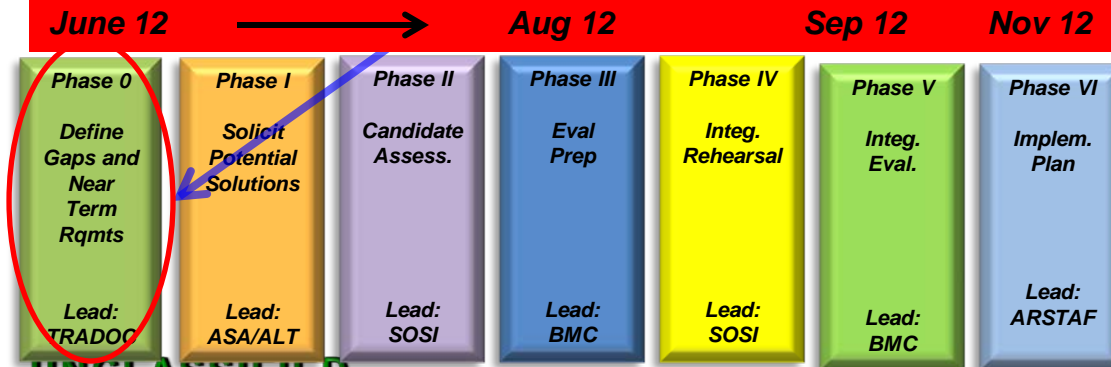 June 12 Aug 12 Sep 12 Nov 12
Phase 0
Define
Gaps and
Near
Term
Rqmts
Lead:
TRADOC
Phase I
Solicit
Potential
Solutions
Lead:
ASA/ALT
Phase II
Candidate
Assess.
Lead:
SOSI
Phase III
Eval
Prep
Lead:
BMC
Phase IV
Integ.
Rehearsal
Lead:
SOSI
Phase V
Integ.
Eval.
Lead:
BMC
Phase VI
Implem.
Plan
Lead:
ARSTAF